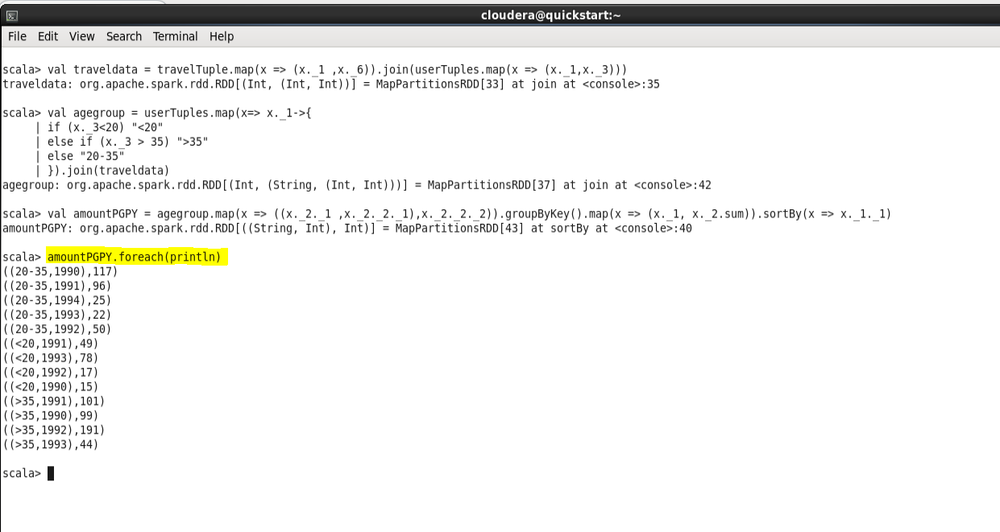 cloudera@quickstart:~
File Edit View Search Terminal Help
scala> val traveldata = travelTuple.map(x => (x._1 ,x._6)).join(userTuples.map(x => (x._1,x._3)))
traveldata: org.apache.spark.rdd.RDD[(Int, (Int, Int))] = MapPartitionsRDD[33] at join at <console>:35
scala> val agegroup = userTuples.map(x=> x._1->{
| if (x._3<20) "<20"
| else if (x._3 > 35) ">35"
| else "20-35"
| }).join(traveldata)
agegroup: org.apache.spark.rdd.RDD[(Int, (String, (Int, Int)))] = MapPartitionsRDD[37] at join at <console>:42
scala> val amountPGPY = agegroup.map(x => ((x._2._1 ,x._2._2._1),x._2._2._2)).groupByKey().map(x => (x._1, x._2.sum)).sortBy(x => x._1._1)
amountPGPY: org.apache.spark.rdd.RDD[((String, Int), Int)] = MapPartitionsRDD[43] at sortBy at <console>:40
scala> amountPGPY.foreach(println)
((20-35,1990),117)
((20-35,1991),96)
((20-35,1994),25)
((20-35,1993),22)
((20-35,1992),50)
((<20,1991),49)
((<20,1993),78)
((<20,1992),17)
((<20,1990),15)
((>35,1991),101)
((>35,1990),99)
((>35,1992),191)
((>35,1993),44)
scala>